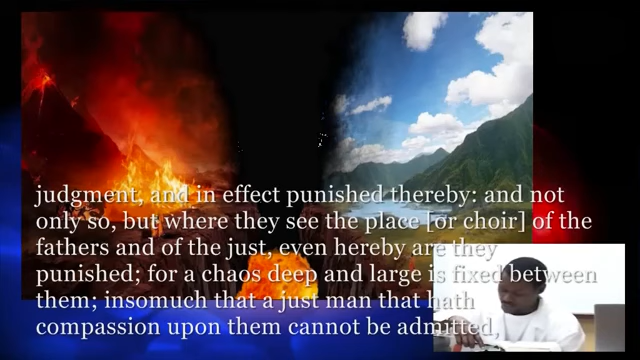 judgment, and in effect punished thereby: and not
only so, but where they see the place [or choir] of the
fathers and of the just, even hereby are they
punished; for a chaos deep and large is fixed between
them; insomuch that a just man that hath
compassion upon them cannot be admitted,